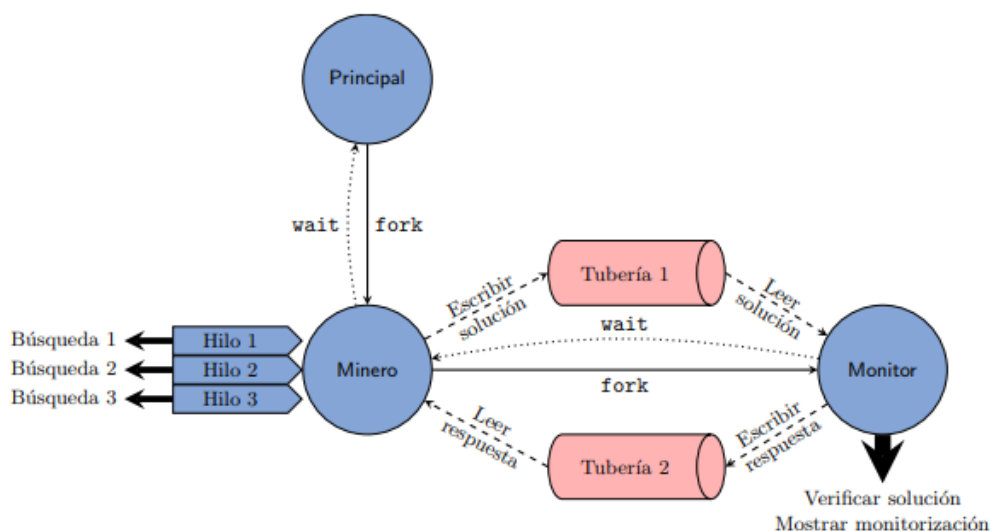 Principal
wait
fork
Escribir
solución
Tubería 1
Leer
solución
Búsqueda 1
Hilo 1
Búsqueda 2
Hilo 2
Búsqueda 3
Hilo 3
Minero
wait
fork
Monitor
Leer
respuesta
Tubería 2
Escribir
respuesta
Verificar solución
Mostrar monitorización